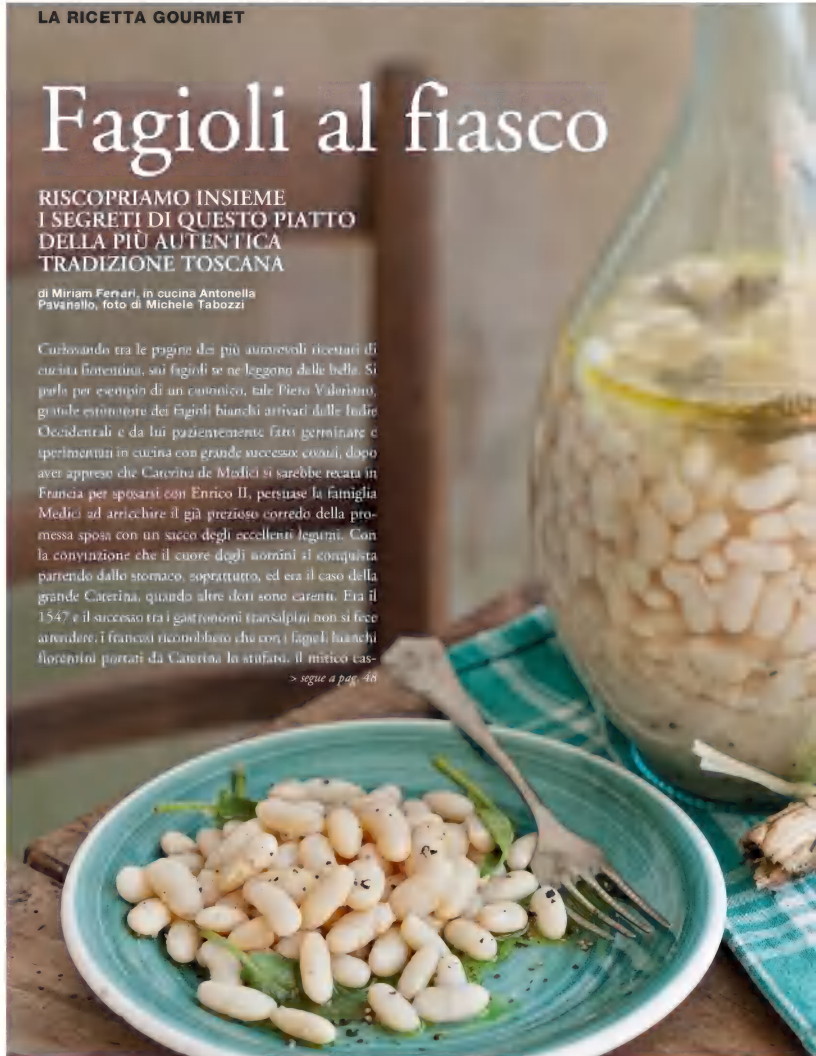 LA RICETTA GOURMET
Fagioli al fiasco
RISCOPRIAMO INSIEME
I SEGRETI DI QUESTO PIATTO
DELLA PIÙ AUTENTICA
TRADIZIONE TOSCANA
di Miriam Ferrari, in cucina Antonella
Pavanello, foto di Michele Tabozzi
Curiosando tra le pagine dei più autorevoli ricettari di
cucina fiorentina, sui fagioli se ne leggono delle belle. Si
parla per esempio di un canonico, tale Piero Valeriano,
grande estimatore dei fagioli bianchi arrivati dalle Indie
Occidentali e da lui pazientemente fatti germinare e
sperimentati in cucina con grande successo: costui, dopo
aver appreso che Caterina de Medici si sarebbe recata in
Francia per sposarsi con Enrico II, persuase la famiglia
Medici ad arricchire il già prezioso corredo della pro-
messa sposa con un sacco degli eccellenti legumi. Con
la convinzione che il cuore degli uomini si conquista
partendo dallo stomaco, soprattutto, ed era il caso della
grande Caterina, quando altre doti sono carenti. Era il
1547 e il successo tra i gastronomi transalpini non si fece
attendere: i francesi riconobbero che con i fagioli bianchi
fiorentini portati da Caterina lo stufato, il mitico cas-
> segue a pag. 48